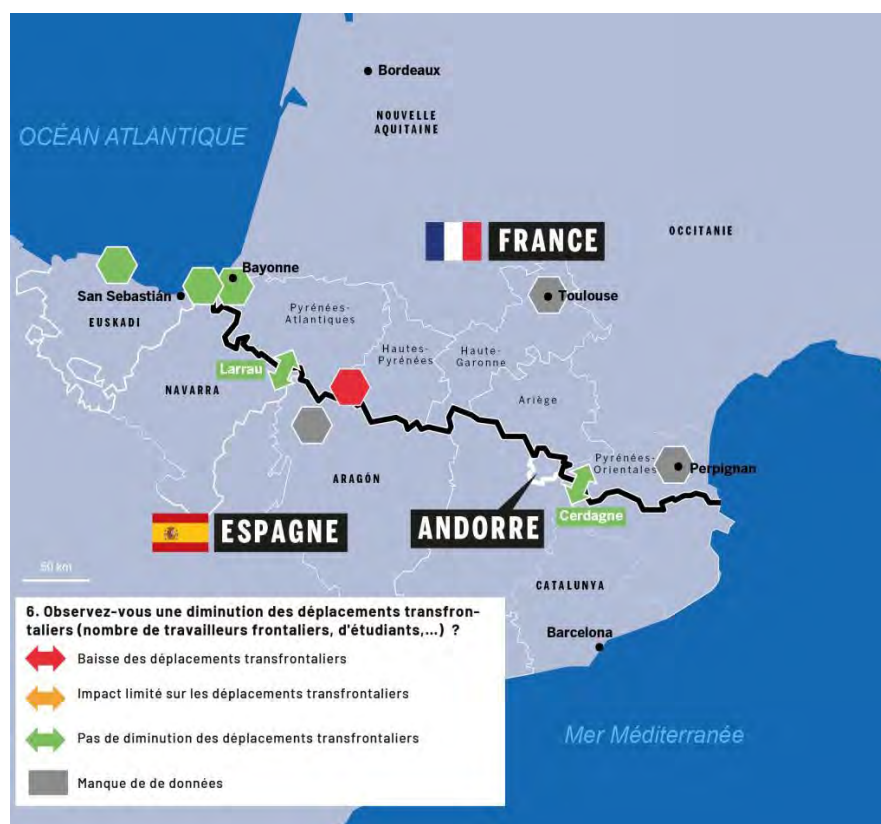 Bordeaux
NOUVELLE
AQUITAINE
OCÉAN ATLANTIQUE
FRANCE
OCCITANIE
Bayonne
San Sebastián
EUSKADI
Toulouse
Pyrénées-
Atlantiques
Hautes-
Pyrénées
Haute-
Garonne
Larrau
NAVARRA
Ariège
Pyrénées-
Orientales
Perpignan
ARAGÓN
ESPAGNE
ANDORRE
Cerdagne
50 km
CATALUNYA
Barcelona
Mer Méditerranée
6. Observez-vous une diminution des déplacements transfron-
taliers (nombre de travailleurs frontaliers, d'étudiants,...) ?
Baisse des déplacements transfrontaliers
Impact limité sur les déplacements transfrontaliers
Pas de diminution des déplacements transfrontaliers
Manque de de données